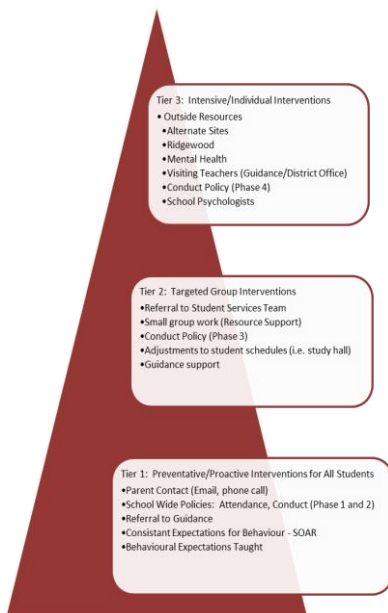 Tier 3:  Intensive/Individual Interventions
• Outside Resources
•Alternate Sites
•Ridgewood
•Mental Health
•Visiting Teachers (Guidance/District Office)
•Conduct Policy (Phase 4)
•School Psychologists
Tier 2:  Targeted Group Interventions
•Referral to Student Services Team
•Small group work (Resource Support)
•Conduct Policy (Phase 3)
•Adjustments to student schedules (i.e. study hall)
•Guidance support
Tier 1:  Preventative/Proactive Interventions for All Students
•Parent Contact (Email, phone call)
•School Wide Policies:  Attendance, Conduct (Phase 1 and 2)
•Referral to Guidance
•Consistant Expectations for Behaviour - SOAR
•Behavioural Expectations Taught